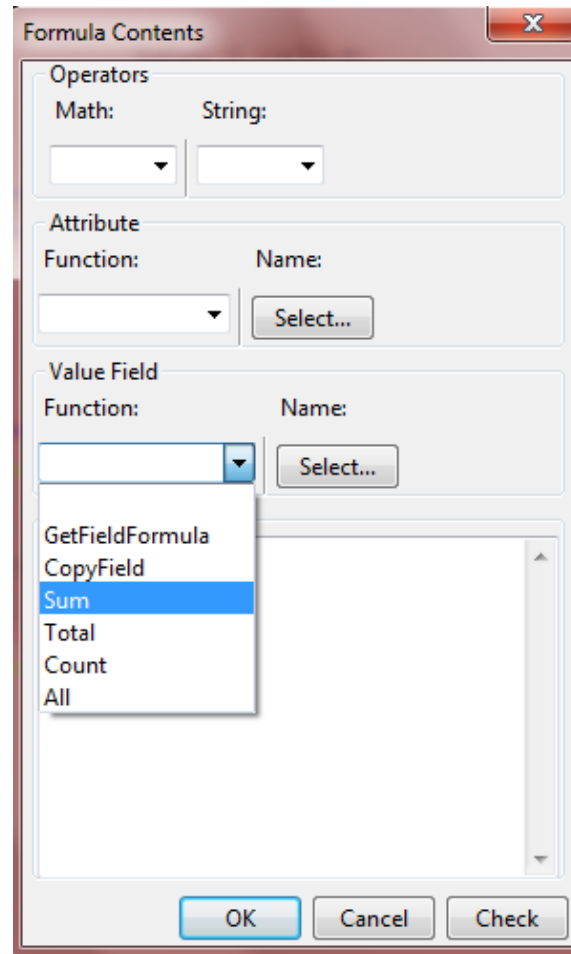 Formula Contents
Operators
Math: String:
Attribute
Function: Name:
Select...
Value Field
Function: Name:
Select...
GetFieldFormula
CopyField
Sum
Total
Count
All
OK Cancel Check